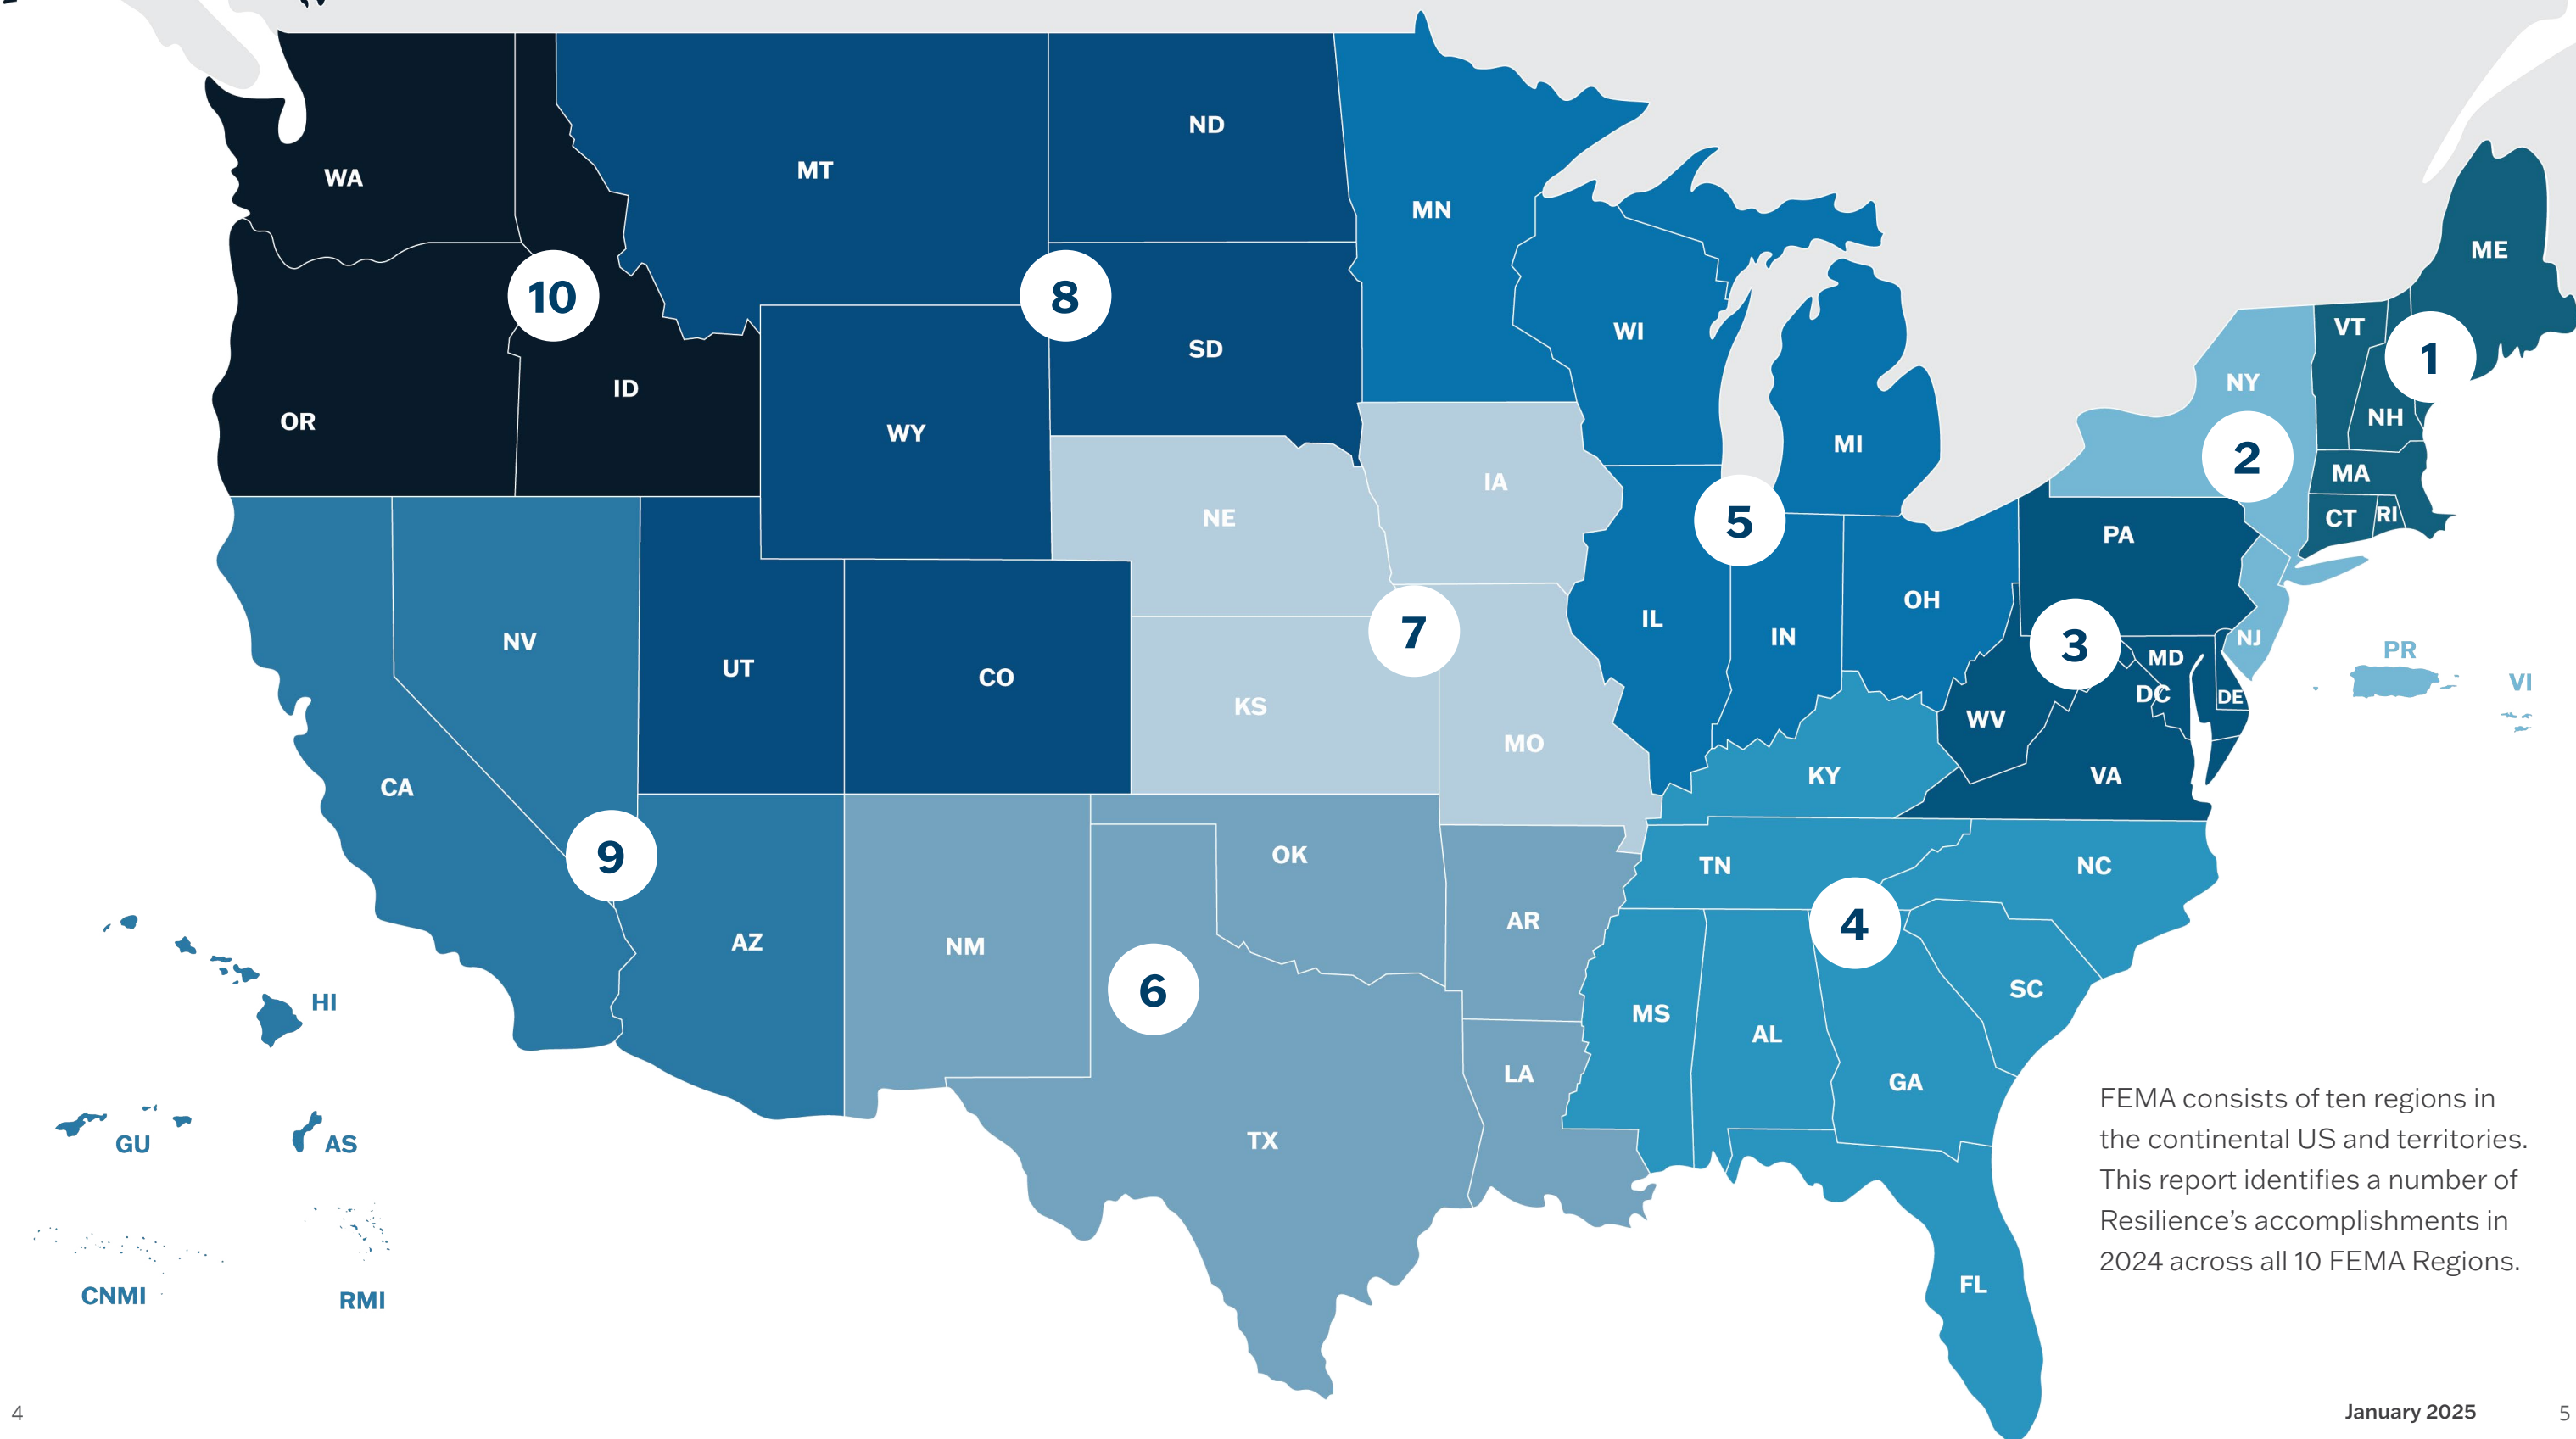 ND
MT
WA
MN
ME
10
8
VT
WI
SD
1
NY
ID
NH
OR
WY
MI
2
MA
IA
CT
RI
NE
5
PA
OH
IL
7
IN
NV
3
NJ
PR
MD
UT
CO
VI
DC
DE
KS
WV
MO
KY
VA
CA
OK
9
TN
NC
AR
4
AZ
NM
6
SC
HI
MS
AL
LA
GA
FEMA consists of ten regions in
the continental US and territories.
This report identifies a number of
Resilience’s accomplishments in
2024 across all 10 FEMA Regions.
TX
GU
AS
FL
CNMI
RMI
4
January 2025
5